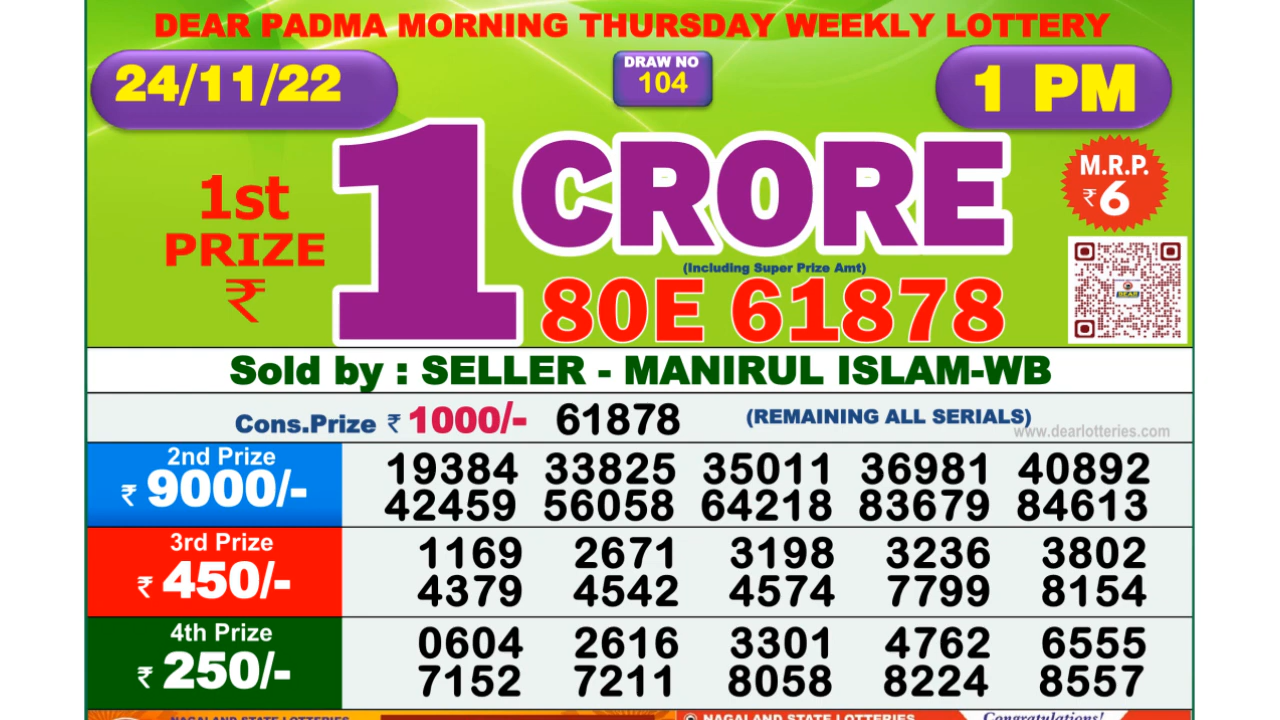 DEAR PADMA MORNING THURSDAY WEEKLY LOTTERY
24/11/22
DRAW NO
104
1 PM
1st
PRIZE
₹
1 CRORE
M.R.P.
₹ 6
(Including Super Prize Amt)
80E 61878
Sold by : SELLER - MANIRUL ISLAM-WB
Cons.Prize ₹ 1000/- 61878 (REMAINING ALL SERIALS)
www.dearlotteries.com
2nd Prize
₹ 9000/-
19384 33825 35011 36981 40892
42459 56058 64218 83679 84613
3rd Prize
₹ 450/-
1169 2671 3198 3236 3802
4379 4542 4574 7799 8154
4th Prize
₹ 250/-
0604 2616 3301 4762 6555
7152 7211 8058 8224 8557
NAGALAND STATE LOTTERIES
NAGALAND STATE LOTTERIES
Congratulations!